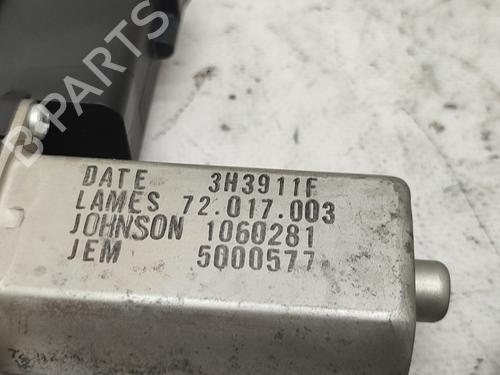 B-PARTS
DATE 3H3911F
LAMES 72.017.003
JOHNSON 1060281
JEM 5000577